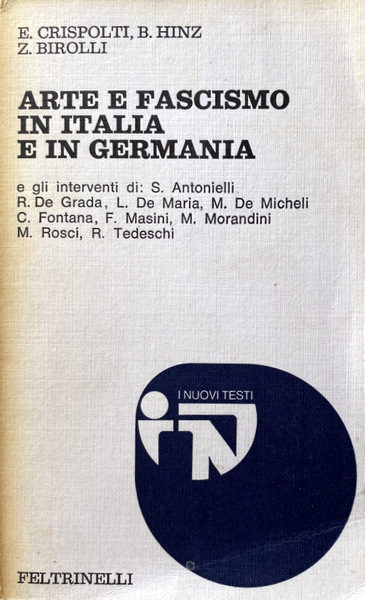 E. CRISPOLTI, B. HINZ
Z. BIROLLI
ARTE E FASCISMO
IN ITALIA
E IN GERMANIA
e gli interventi di: S. Antonielli
R. De Grada, L. De Maria, M. De Micheli
C. Fontana, F. Masini, M. Morandini
M. Rosci, R. Tedeschi
I NUOVI TESTI
iNT
FELTRINELLI